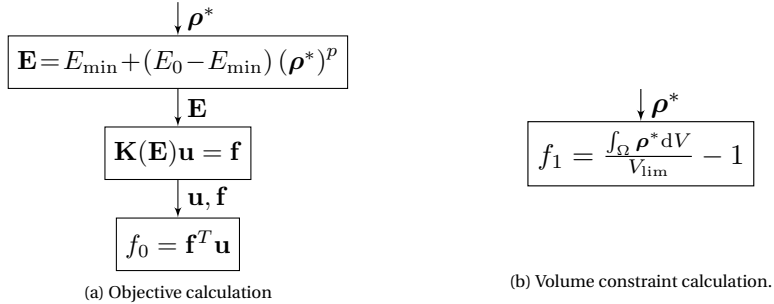 ρ*
E = E_min + (E_0 − E_min) (ρ*)^p
E
K(E)u = f
u, f
f_0 = f^T u
(a) Objective calculation
ρ*
f_1 = ∫_Ω ρ* dV / V_lim − 1
(b) Volume constraint calculation.